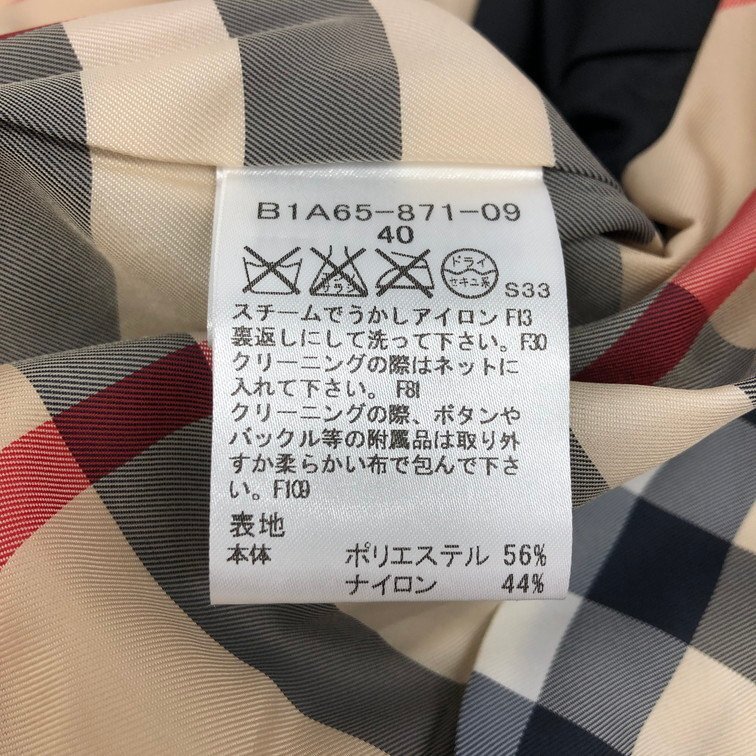 B1A65-871-09
40
エンソ サラシ
ドライ
セキユ系
S33
スチームでうかしアイロン F13
裏返しにして洗って下さい。F30
クリーニングの際はネットに
入れて下さい。 F81
クリーニングの際、ボタンや
バックル等の附属品は取り外
すか柔らかい布で包んで下さ
い。F109
表地
本体 ポリエステル 56%
ナイロン 44%